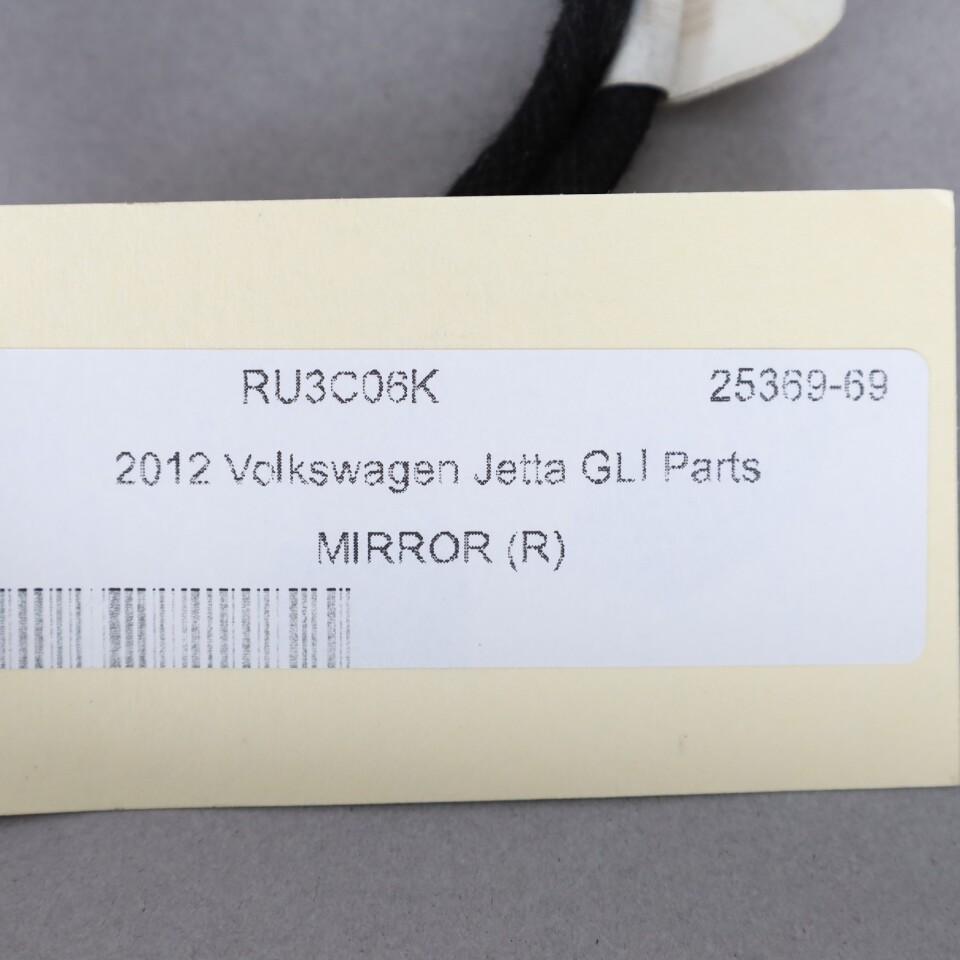 RU3C06K 25369-69
2012 Volkswagen Jetta GLI Parts
MIRROR (R)